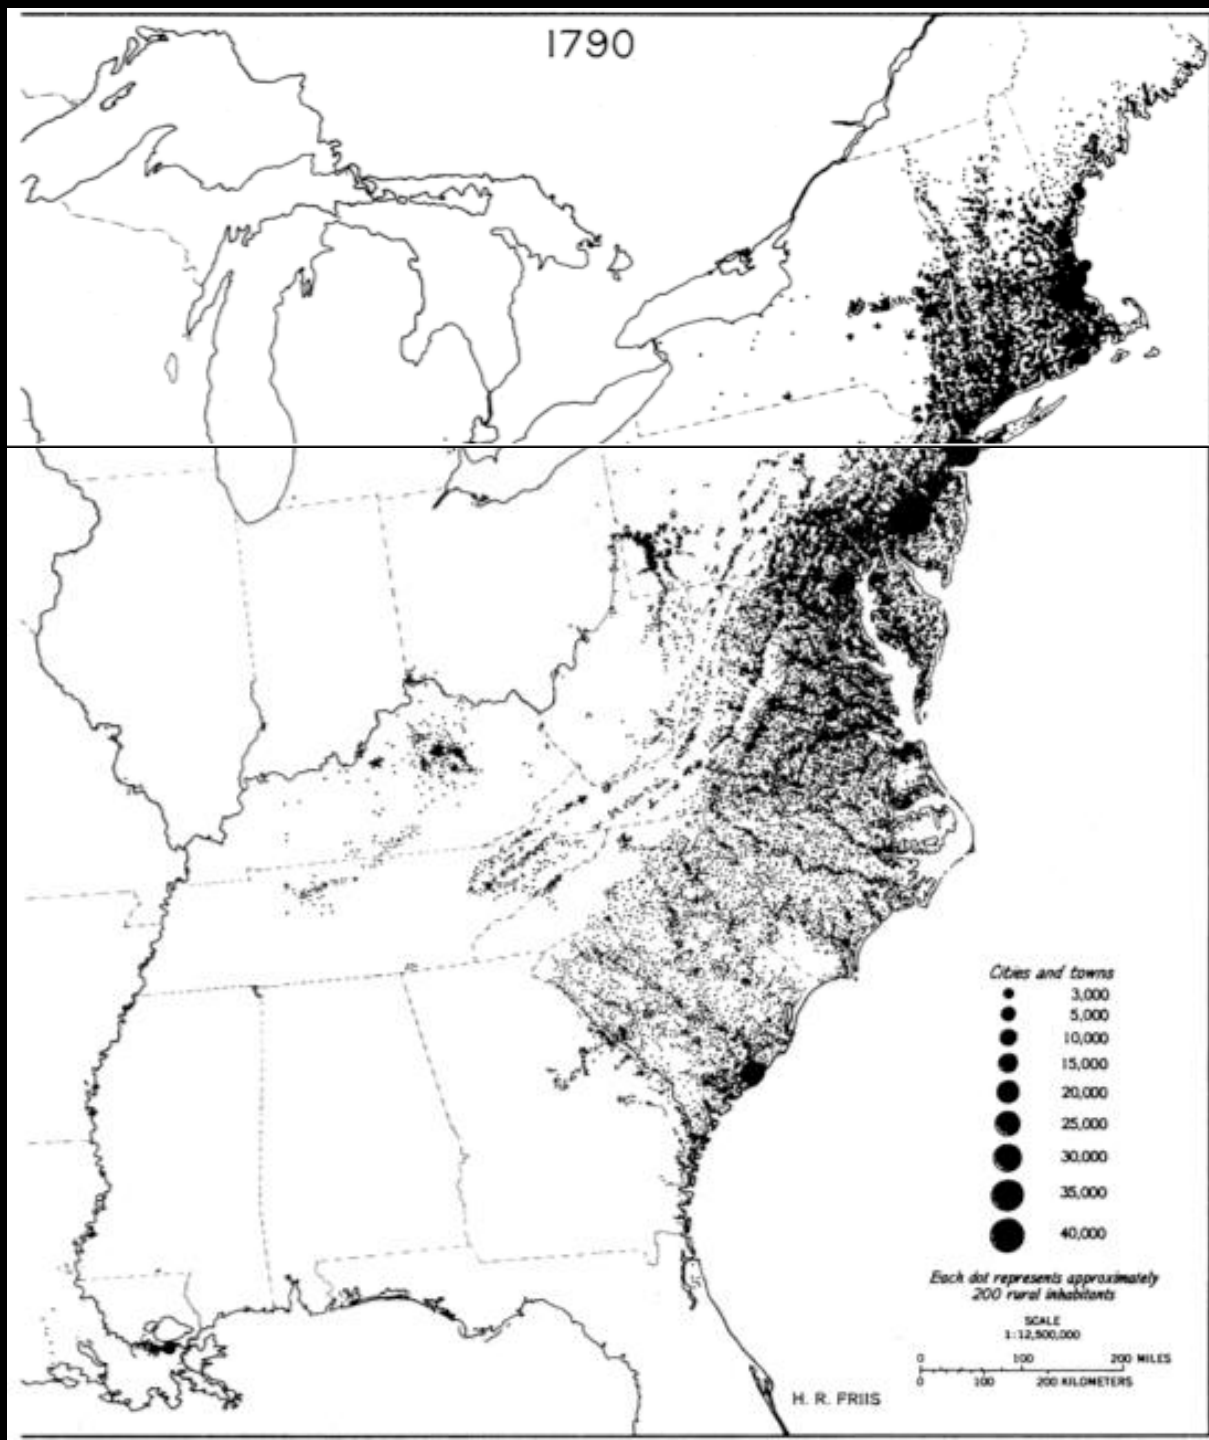 1790
Cities and towns
3,000
5,000
10,000
15,000
20,000
25,000
30,000
35,000
40,000
Each dot represents approximately
200 rural inhabitants
SCALE
1:12,500,000
0 100 200 MILES
0 100 200 KILOMETERS
H. R. FRIIS